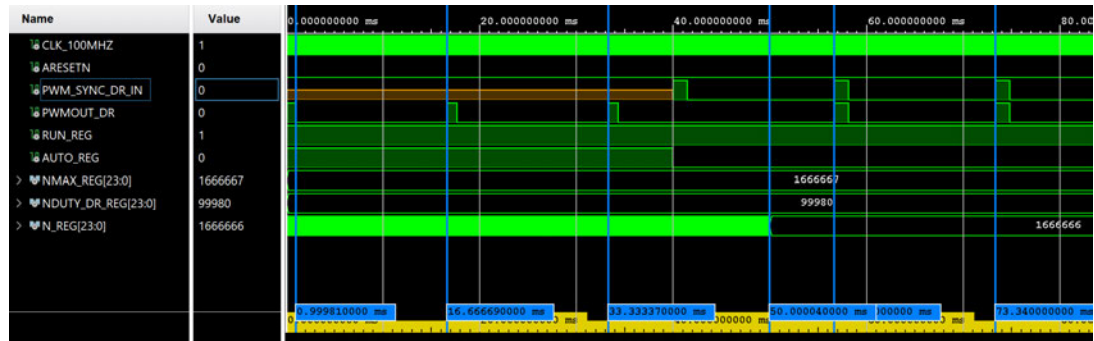 Name Value 0.000000000 ms 20.000000000 ms 40.000000000 ms 60.000000000 ms 80.00
CLK_100MHZ 1
ARESETN 0
PWM_SYNC_DR_IN 0
PWMOUT_DR 0
RUN_REG 1
AUTO_REG 0
NMAX_REG[23:0] 1666667 1666667
NDUTY_DR_REG[23:0] 99980 99980
N_REG[23:0] 1666666 1666666
0.999810000 ms 16.666690000 ms 33.333370000 ms 50.000040000 ms 000000 ms 73.340000000 ms